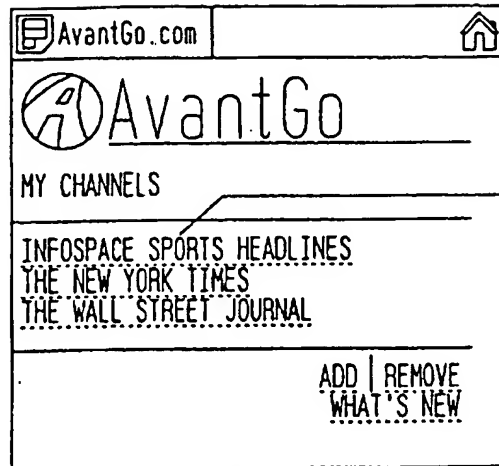 AvantGo.com
AvantGo
MY CHANNELS
INFOSPACE SPORTS HEADLINES
THE NEW YORK TIMES
THE WALL STREET JOURNAL
ADD | REMOVE
WHAT'S NEW